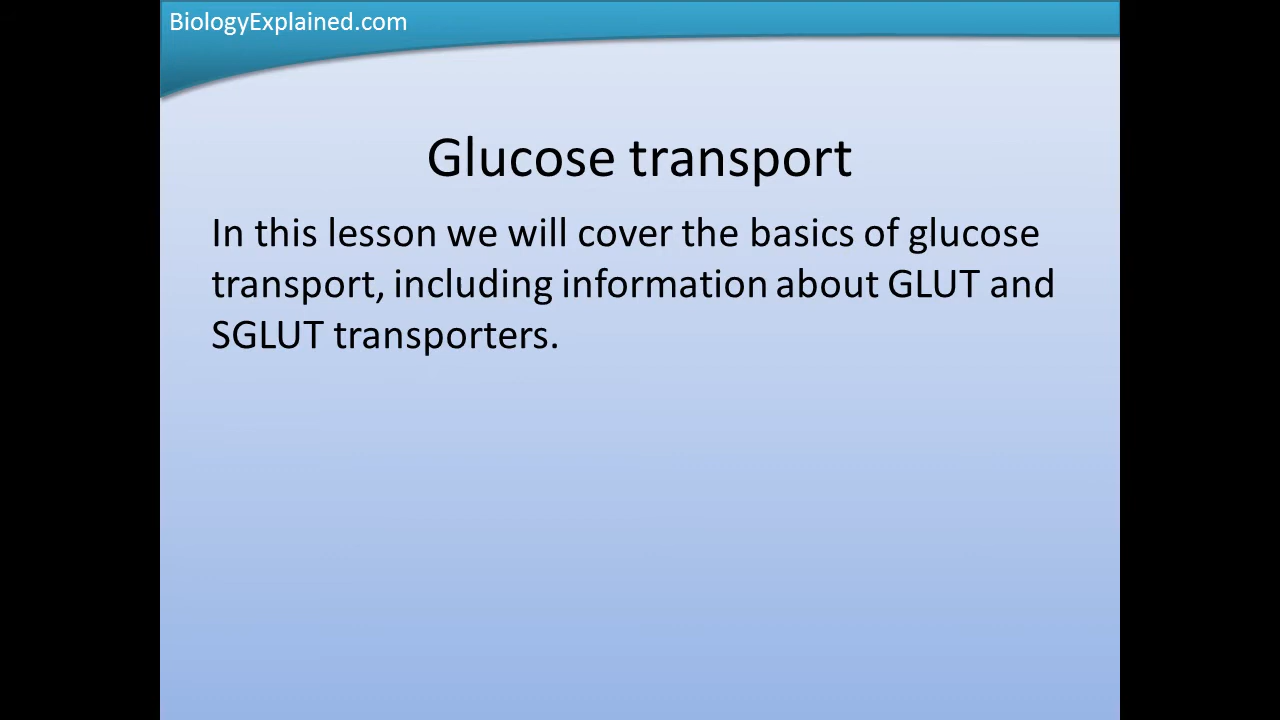 BiologyExplained.com
Glucose transport
In this lesson we will cover the basics of glucose
transport, including information about GLUT and
SGLUT transporters.